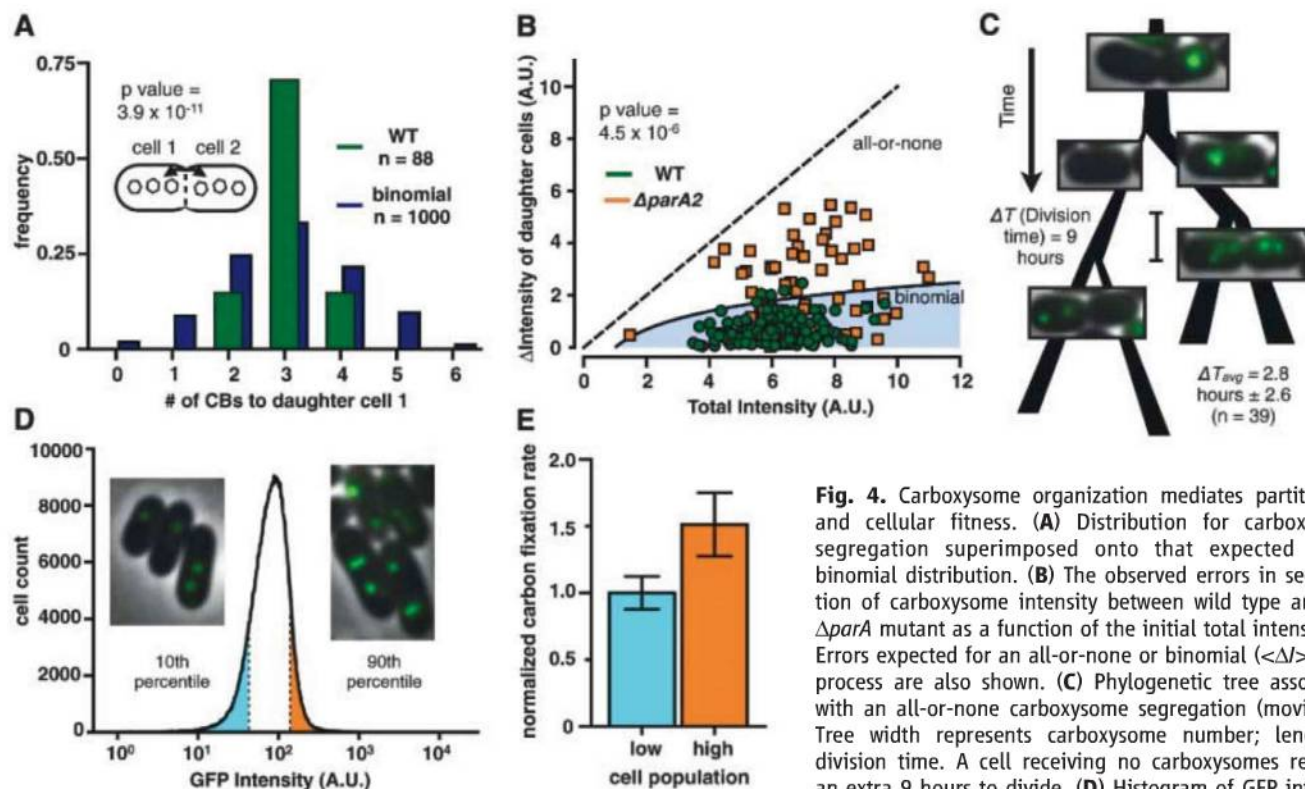 A
0.75
0.50
0.25
0
frequency
p value =
3.9 x 10-11
cell 1 cell 2
WT
n = 88
binomial
n = 1000
0 1 2 3 4 5 6
# of CBs to daughter cell 1
B
10
8
6
4
2
0
ΔIntensity of daughter cells (A.U.)
p value =
4.5 x 10-6
WT
ΔparA2
all-or-none
binomial
0 2 4 6 8 10 12
Total Intensity (A.U.)
C
Time
ΔT (Division
time) = 9
hours
ΔTavg = 2.8
hours ± 2.6
(n = 39)
D
10000
8000
6000
4000
2000
0
cell count
10th
percentile
90th
percentile
100 101 102 103 104
GFP Intensity (A.U.)
E
2.0
1.5
1.0
0.5
0
normalized carbon fixation rate
low high
cell population
Fig. 4. Carboxysome organization mediates partit
and cellular fitness. (A) Distribution for carbox
segregation superimposed onto that expected
binomial distribution. (B) The observed errors in se
tion of carboxysome intensity between wild type an
ΔparA mutant as a function of the initial total intens
Errors expected for an all-or-none or binomial (<ΔI>
process are also shown. (C) Phylogenetic tree asso
with an all-or-none carboxysome segregation (movi
Tree width represents carboxysome number; len
division time. A cell receiving no carboxysomes re
an extra 9 hours to divide. (D) Histogram of GFP in